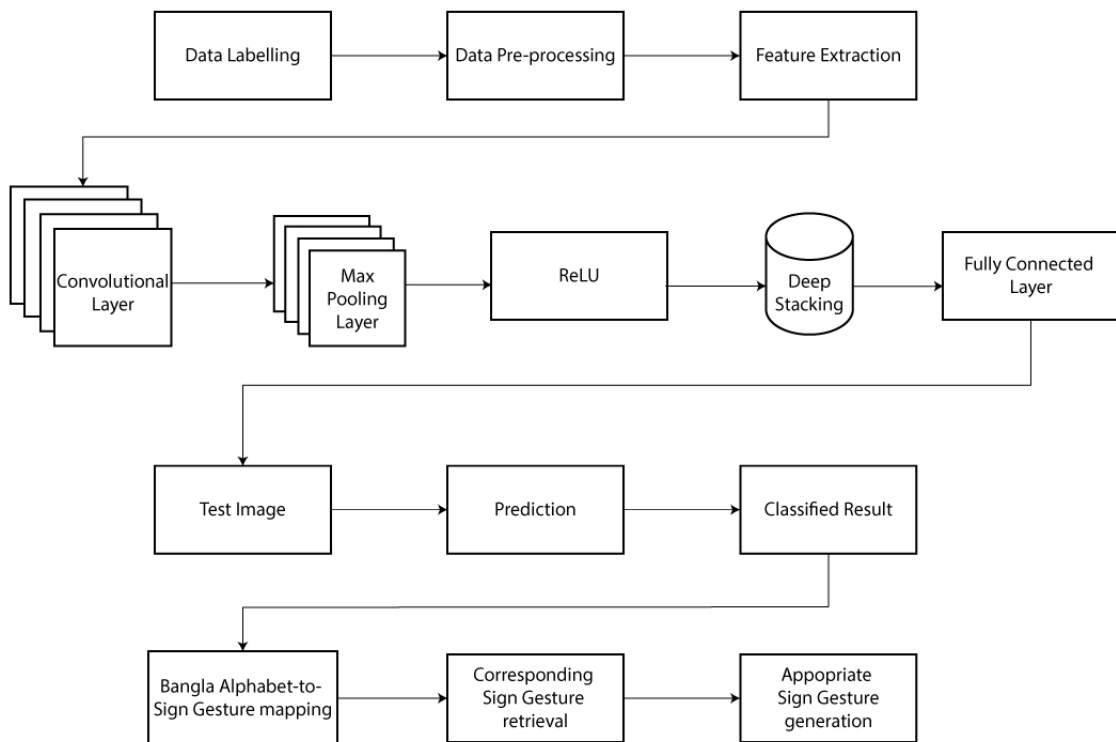 Data Labelling
Data Pre-processing
Feature Extraction
Convolutional
Layer
Max
Pooling
Layer
ReLU
Deep
Stacking
Fully Connected
Layer
Test Image
Prediction
Classified Result
Bangla Alphabet-to-
Sign Gesture mapping
Corresponding
Sign Gesture
retrieval
Appopriate
Sign Gesture
generation